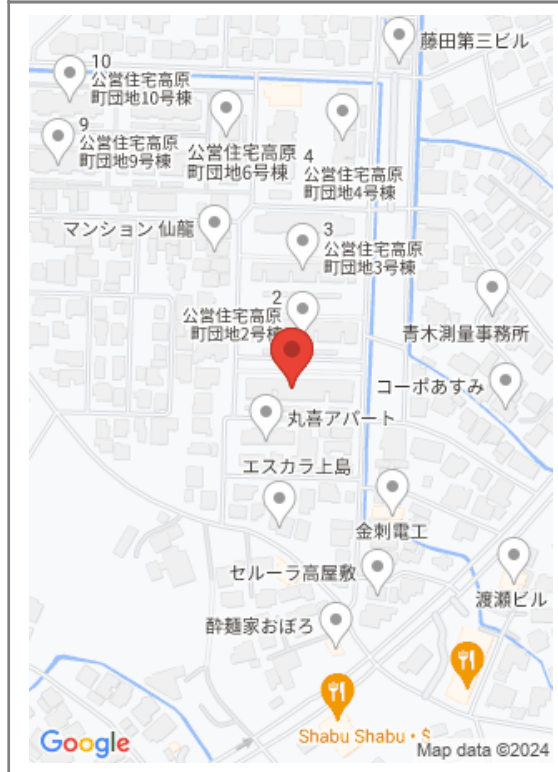 藤田第三ビル
10
公営住宅高原
町団地10号棟
9
公営住宅高原
町団地9号棟
公営住宅高原
町団地6号棟
4
公営住宅高原
町団地4号棟
マンション 仙龍
3
公営住宅高原
町団地3号棟
2
公営住宅高原
町団地2号棟
青木測量事務所
コーポあすみ
丸喜アパート
エスカラ上島
金刺電工
セルーラ高屋敷
渡瀬ビル
酔麺家おぼろ
Shabu Shabu • $
Google
Map data ©2024